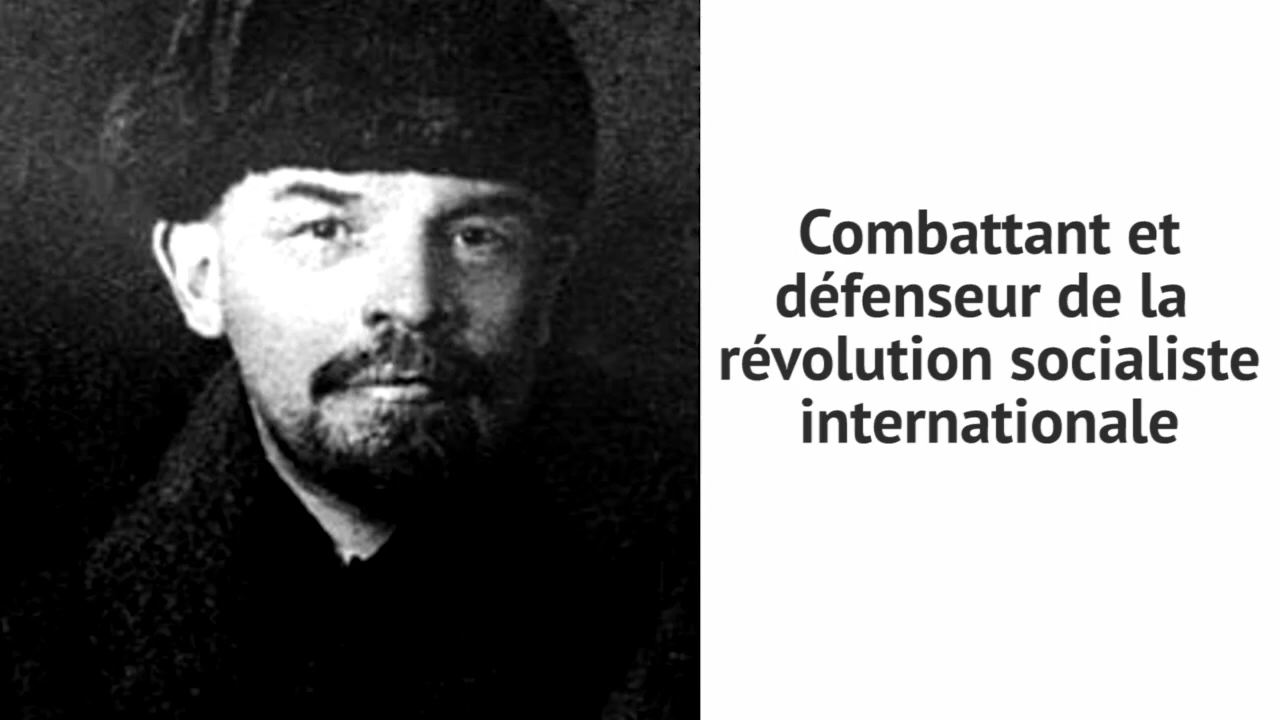 Combattant et
défenseur de la
révolution socialiste
internationale